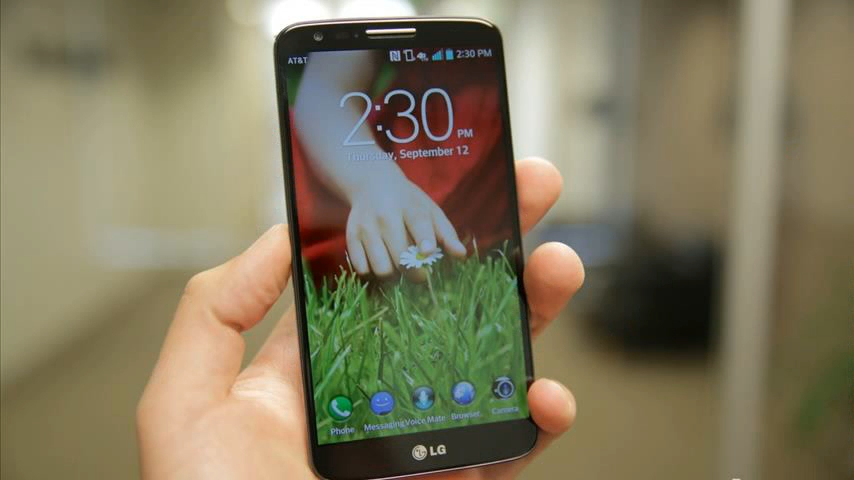 AT&T 2:30 PM
2:30 PM
Thursday, September 12
Phone Messaging Voice Mate Browser Camera
LG